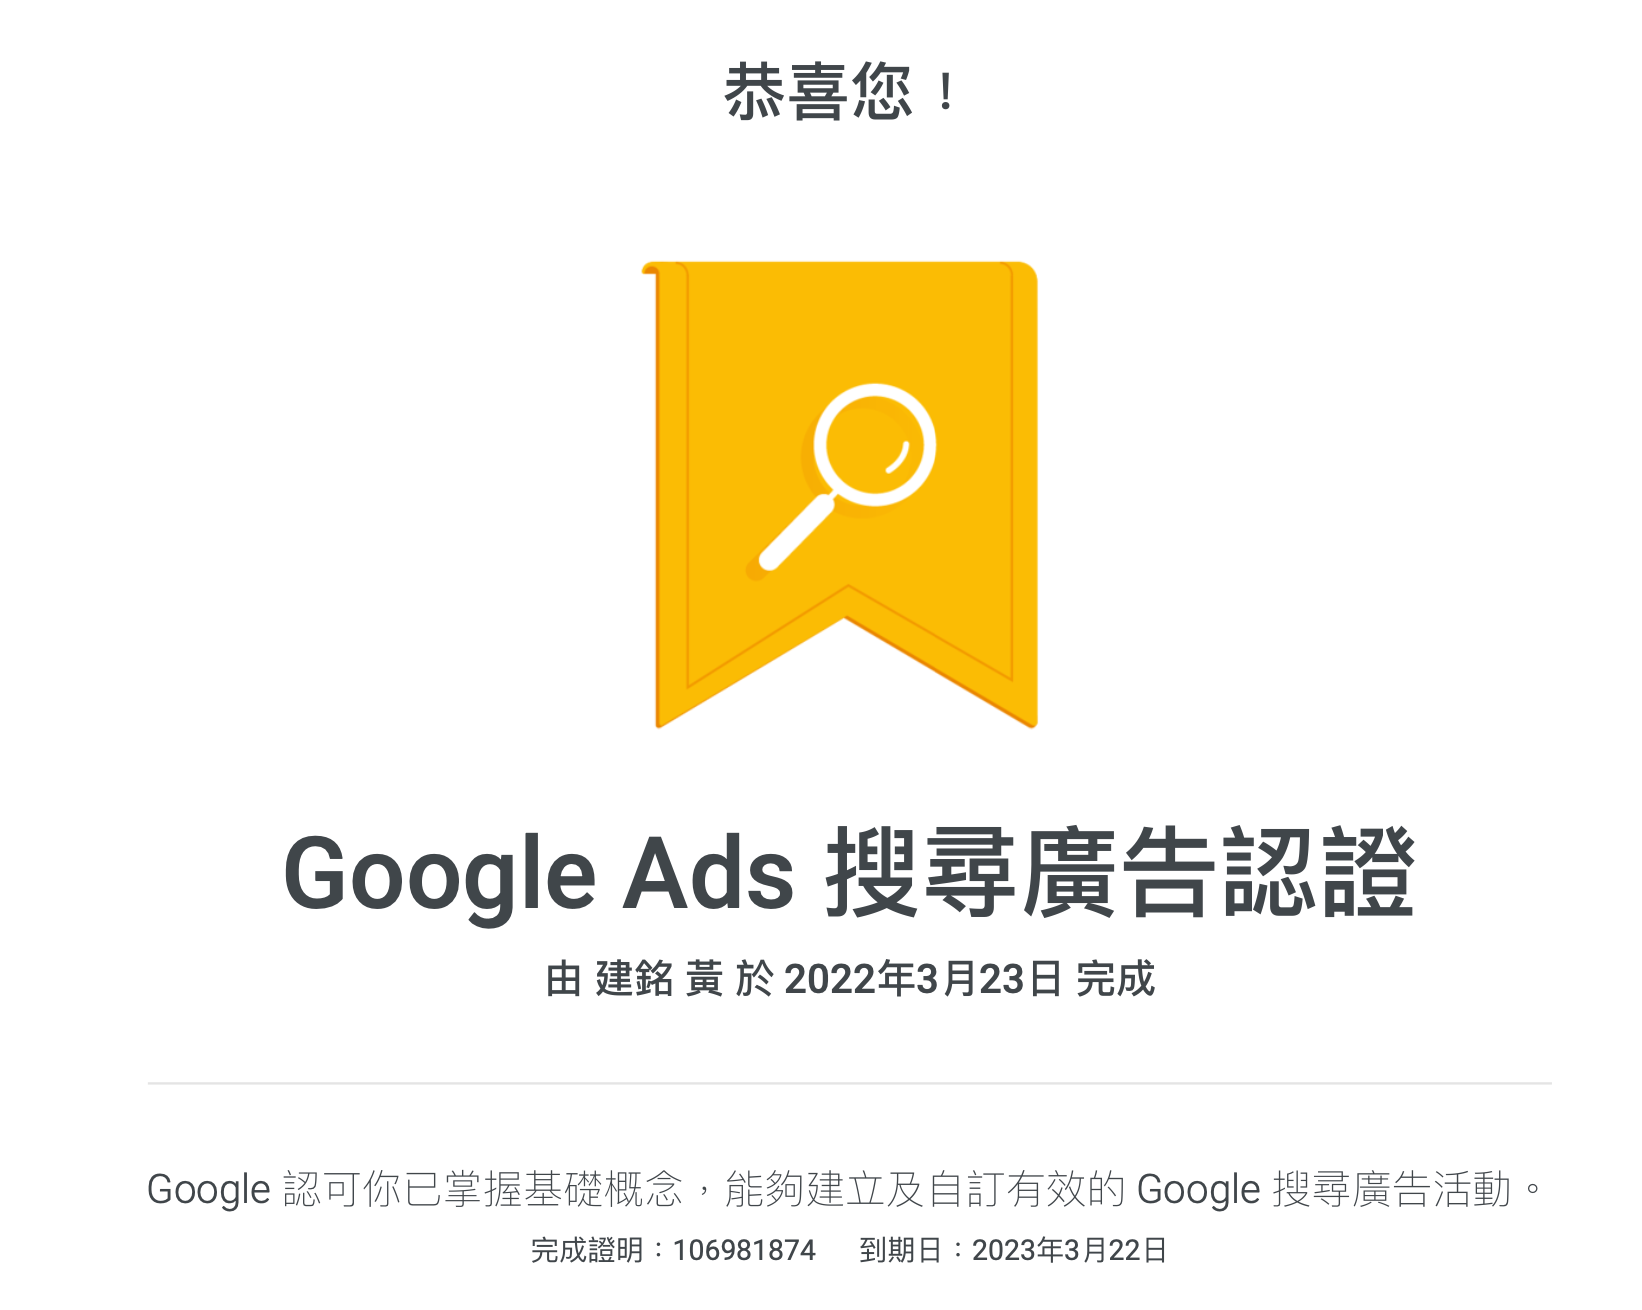 恭喜您！
Google Ads 搜尋廣告認證
由 建銘 黃 於 2022年3月23日 完成
Google 認可你已掌握基礎概念，能夠建立及自訂有效的 Google 搜尋廣告活動。
完成證明：106981874 到期日：2023年3月22日